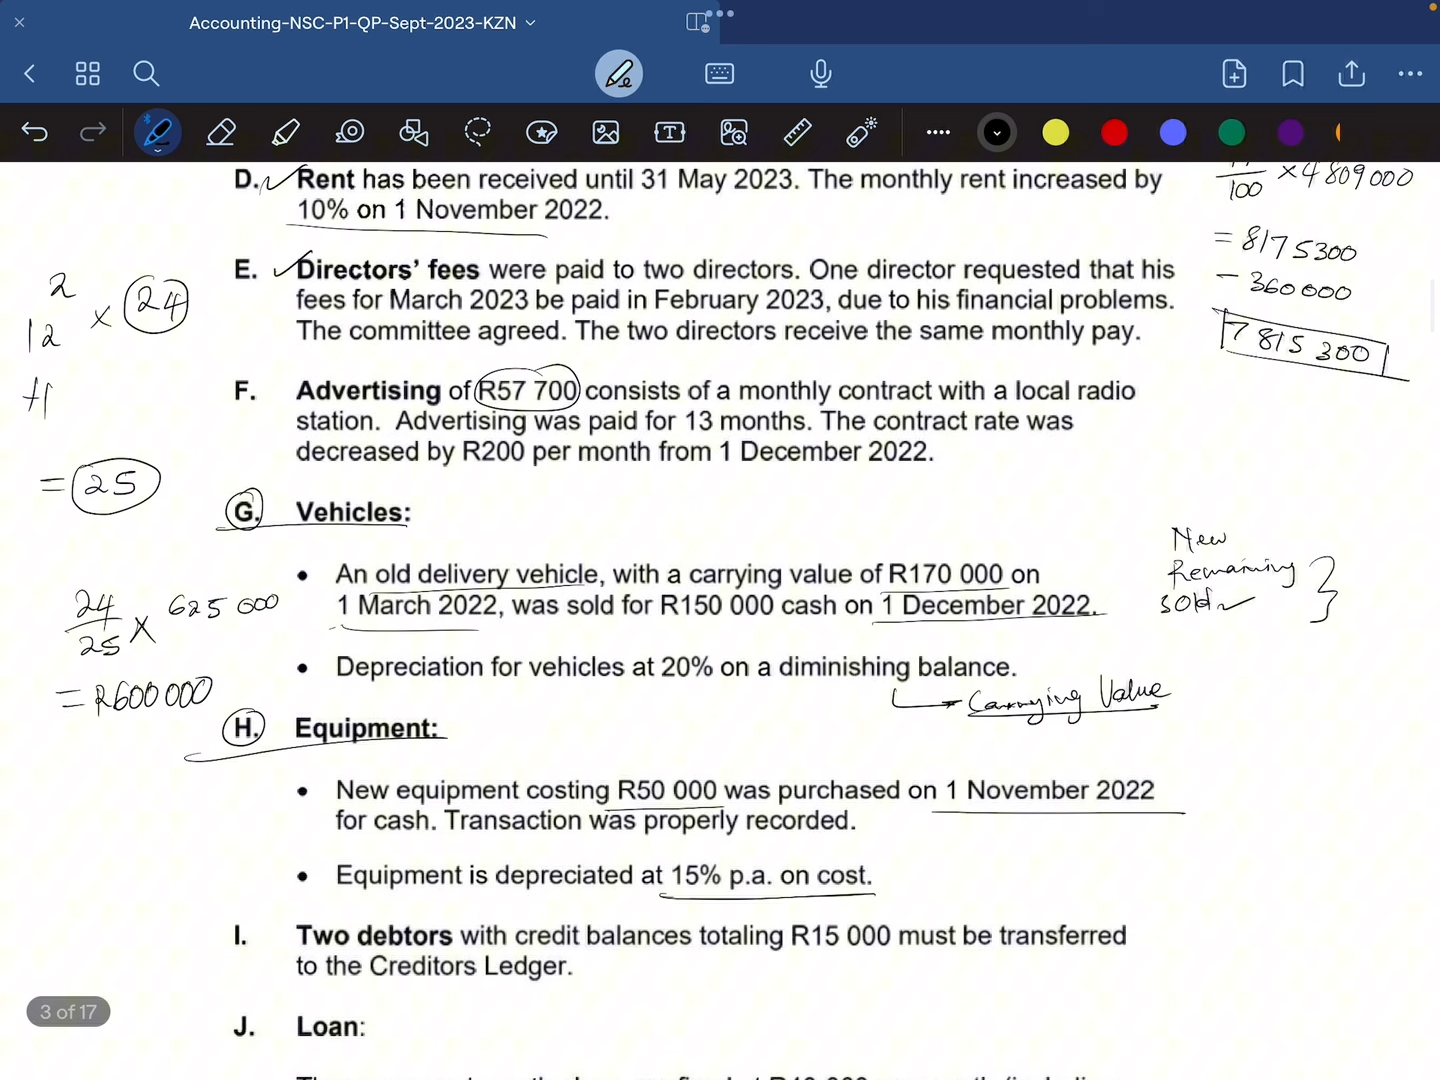 Accounting-NSC-P1-QP-Sept-2023-KZN
D. Rent has been received until 31 May 2023. The monthly rent increased by
10% on 1 November 2022.
100 × 4 809 000
= 8175300
- 360000
7 815 300
E. Directors' fees were paid to two directors. One director requested that his
fees for March 2023 be paid in February 2023, due to his financial problems.
The committee agreed. The two directors receive the same monthly pay.
2
12
× 24
+1
= 25
F. Advertising of R57 700 consists of a monthly contract with a local radio
station. Advertising was paid for 13 months. The contract rate was
decreased by R200 per month from 1 December 2022.
G. Vehicles:
• An old delivery vehicle, with a carrying value of R170 000 on
1 March 2022, was sold for R150 000 cash on 1 December 2022.
New
Remaining
Sold
24
25 × 625 000
= R600 000
• Depreciation for vehicles at 20% on a diminishing balance.
Carrying Value
H. Equipment:
• New equipment costing R50 000 was purchased on 1 November 2022
for cash. Transaction was properly recorded.
• Equipment is depreciated at 15% p.a. on cost.
I. Two debtors with credit balances totaling R15 000 must be transferred
to the Creditors Ledger.
3 of 17
J. Loan: